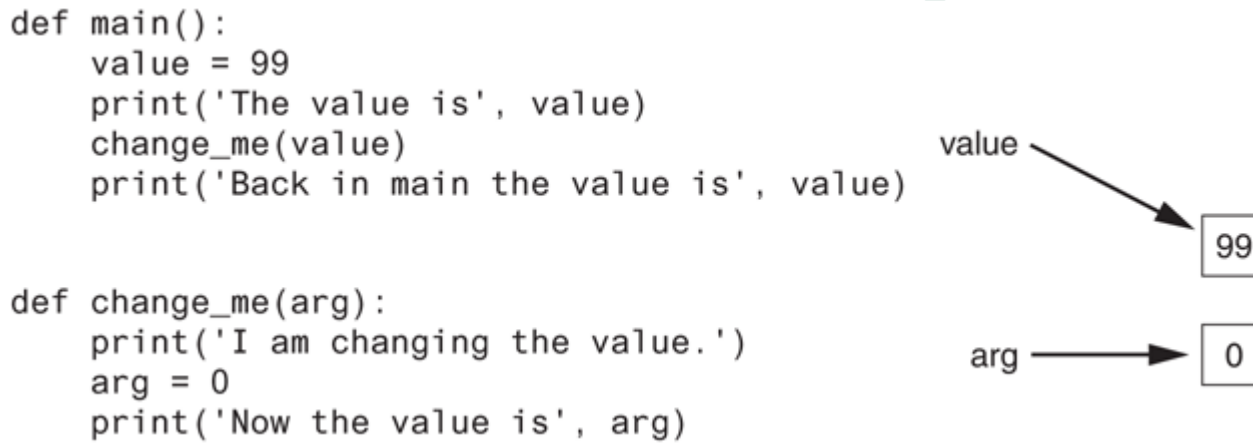 def main():
    value = 99
    print('The value is', value)
    change_me(value)
    print('Back in main the value is', value)
value
99
def change_me(arg):
    print('I am changing the value.')
    arg = 0
    print('Now the value is', arg)
arg
0